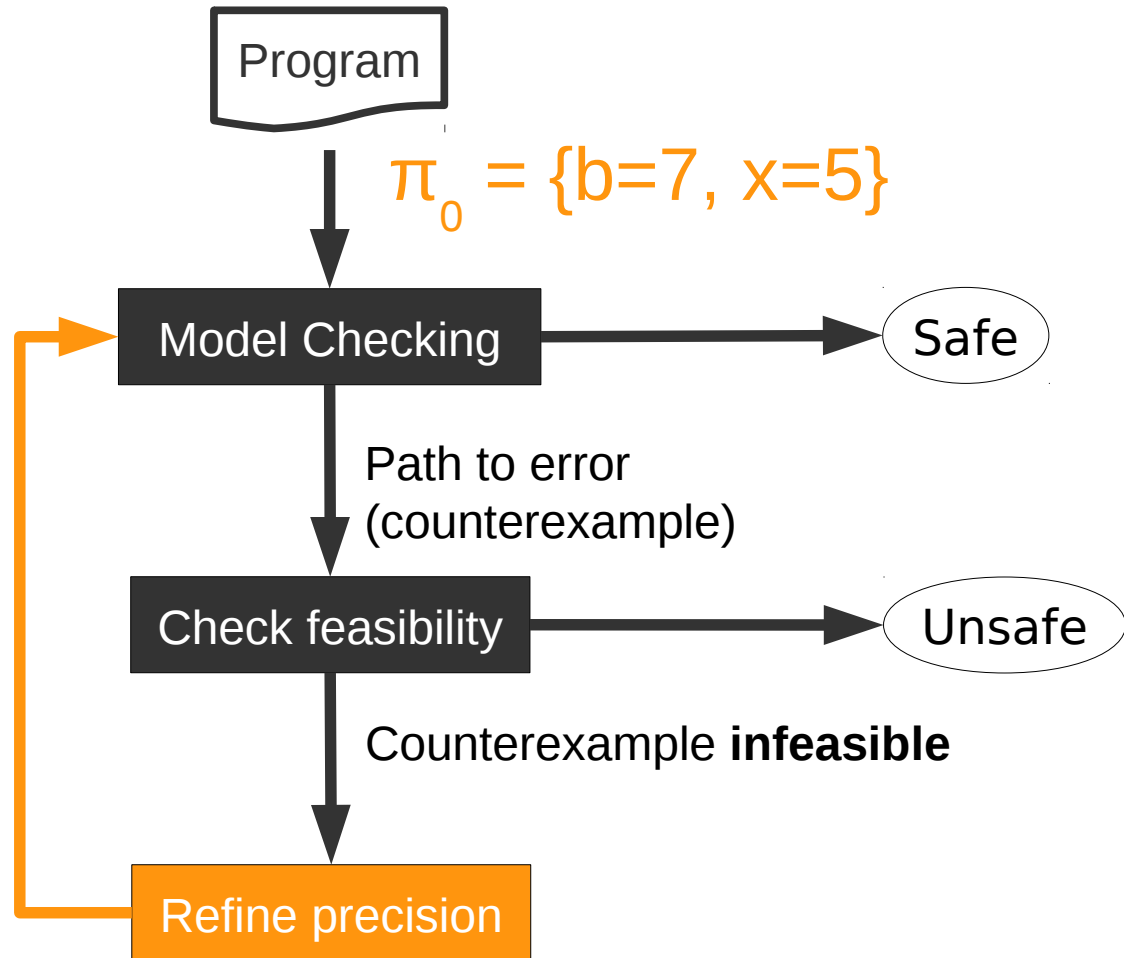 Program
π₀ = {b=7, x=5}
Model Checking
Safe
Path to error
(counterexample)
Check feasibility
Unsafe
Counterexample infeasible
Refine precision